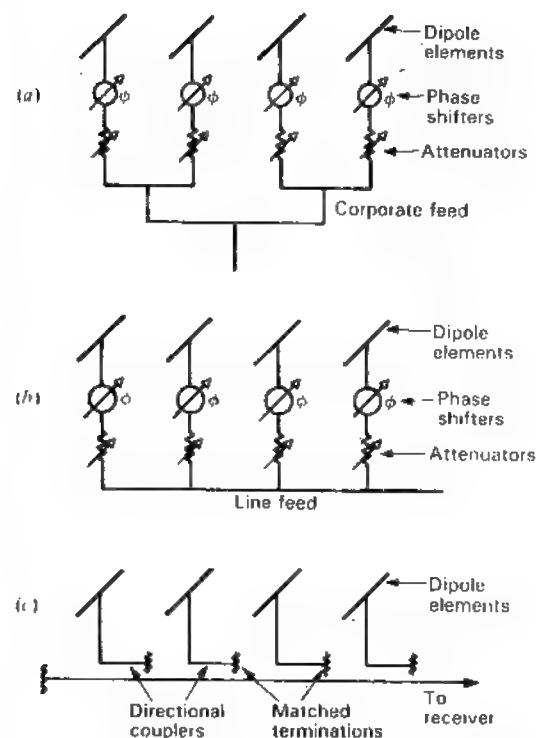 Dipole
elements
(a)
ϕ ϕ ϕ ϕ
Phase
shifters
Attenuators
Corporate feed
Dipole
elements
(b)
ϕ ϕ ϕ ϕ
Phase
shifters
Attenuators
Line feed
(c)
Dipole
elements
Directional
couplers
Matched
terminations
To
receiver